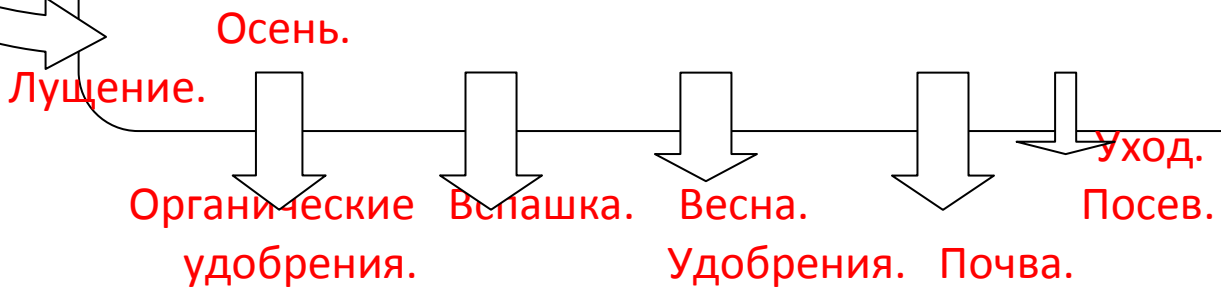 Осень.
Лущение.
Уход.
Органические Вспашка. Весна. Посев.
удобрения. Удобрения. Почва.